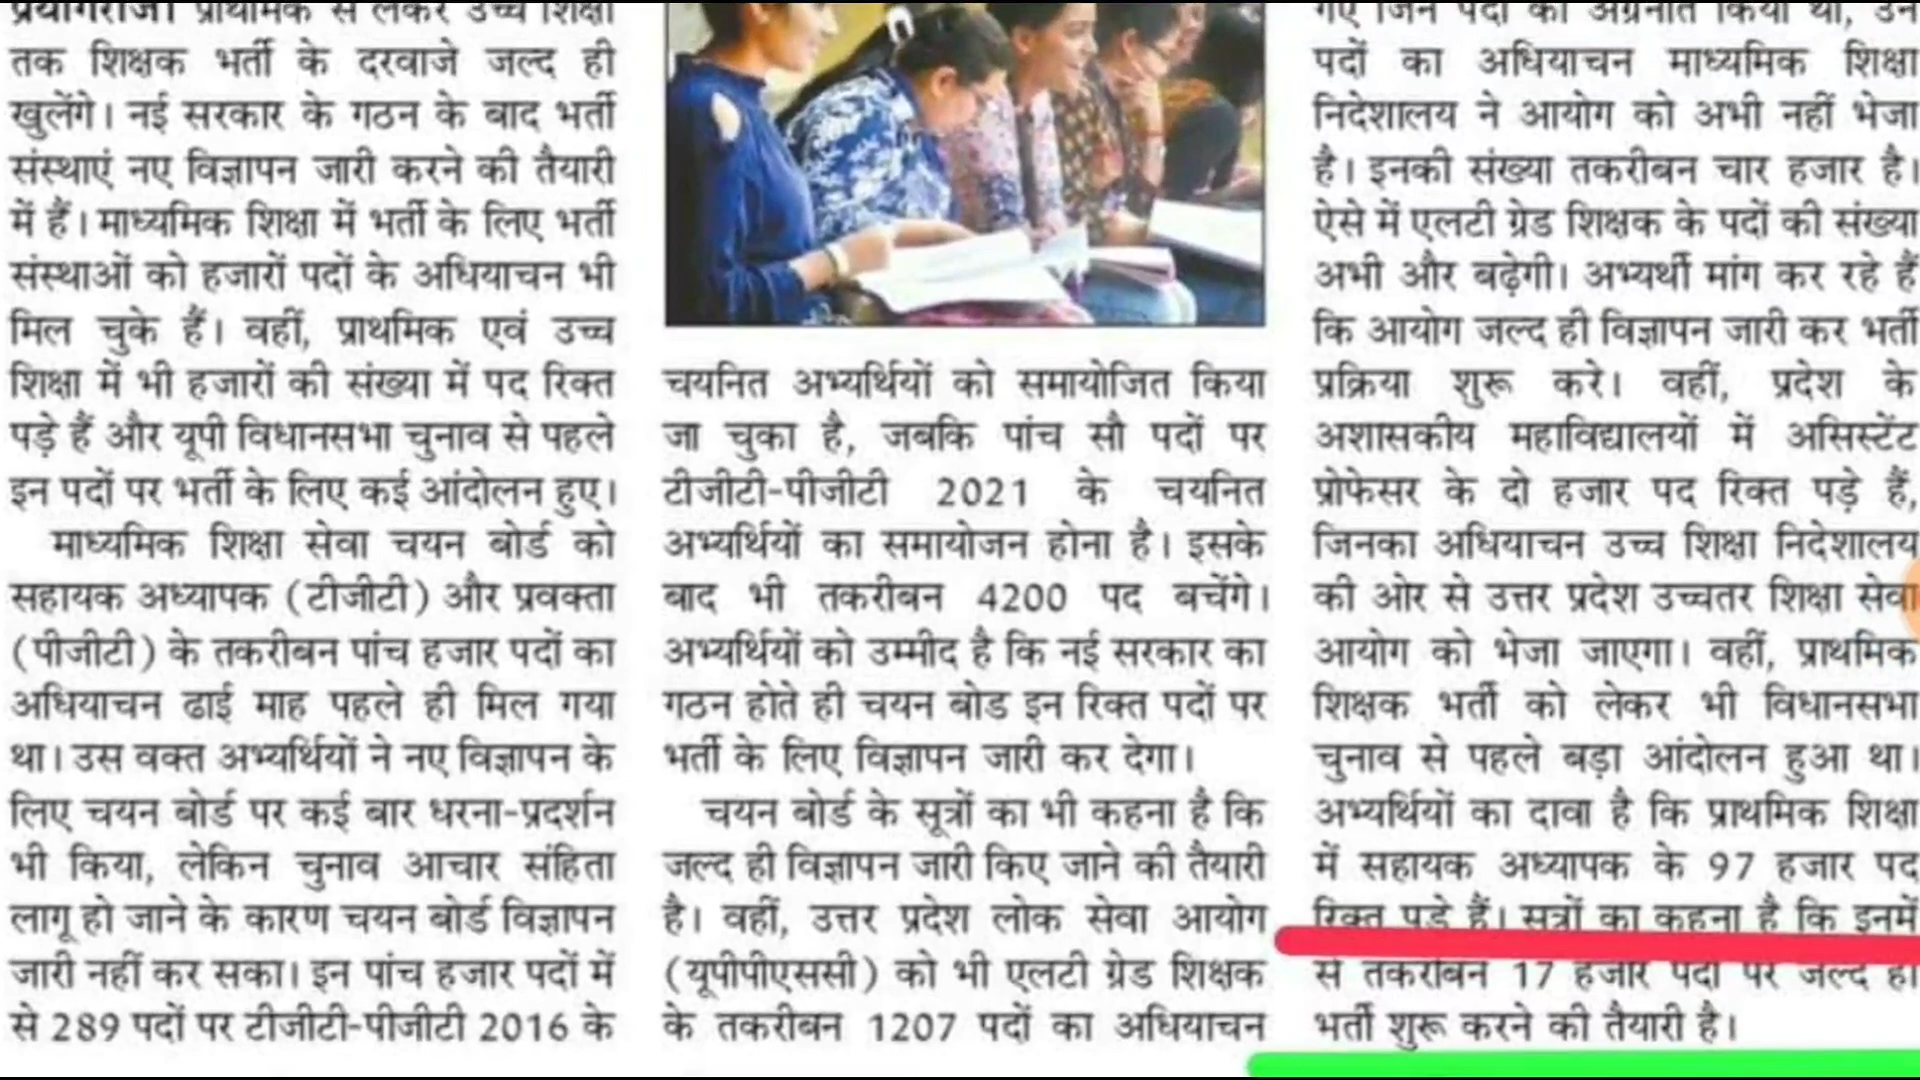 प्रयागराज। प्राथमिक से लेकर उच्च शिक्षा
तक शिक्षक भर्ती के दरवाजे जल्द ही
खुलेंगे। नई सरकार के गठन के बाद भर्ती
संस्थाएं नए विज्ञापन जारी करने की तैयारी
में हैं। माध्यमिक शिक्षा में भर्ती के लिए भर्ती
संस्थाओं को हजारों पदों के अधियाचन भी
मिल चुके हैं। वहीं, प्राथमिक एवं उच्च
शिक्षा में भी हजारों की संख्या में पद रिक्त
पड़े हैं और यूपी विधानसभा चुनाव से पहले
इन पदों पर भर्ती के लिए कई आंदोलन हुए।
माध्यमिक शिक्षा सेवा चयन बोर्ड को
सहायक अध्यापक (टीजीटी) और प्रवक्ता
(पीजीटी) के तकरीबन पांच हजार पदों का
अधियाचन ढाई माह पहले ही मिल गया
था। उस वक्त अभ्यर्थियों ने नए विज्ञापन के
लिए चयन बोर्ड पर कई बार धरना-प्रदर्शन
भी किया, लेकिन चुनाव आचार संहिता
लागू हो जाने के कारण चयन बोर्ड विज्ञापन
जारी नहीं कर सका। इन पांच हजार पदों में
से 289 पदों पर टीजीटी-पीजीटी 2016 के
चयनित अभ्यर्थियों को समायोजित किया
जा चुका है, जबकि पांच सौ पदों पर
टीजीटी-पीजीटी 2021 के चयनित
अभ्यर्थियों का समायोजन होना है। इसके
बाद भी तकरीबन 4200 पद बचेंगे।
अभ्यर्थियों को उम्मीद है कि नई सरकार का
गठन होते ही चयन बोड इन रिक्त पदों पर
भर्ती के लिए विज्ञापन जारी कर देगा।
चयन बोर्ड के सूत्रों का भी कहना है कि
जल्द ही विज्ञापन जारी किए जाने की तैयारी
है। वहीं, उत्तर प्रदेश लोक सेवा आयोग
(यूपीपीएससी) को भी एलटी ग्रेड शिक्षक
के तकरीबन 1207 पदों का अधियाचन
गए जिन पदों को अग्रनीत किया था, उन
पदों का अधियाचन माध्यमिक शिक्षा
निदेशालय ने आयोग को अभी नहीं भेजा
है। इनकी संख्या तकरीबन चार हजार है।
ऐसे में एलटी ग्रेड शिक्षक के पदों की संख्या
अभी और बढ़ेगी। अभ्यर्थी मांग कर रहे हैं
कि आयोग जल्द ही विज्ञापन जारी कर भर्ती
प्रक्रिया शुरू करे। वहीं, प्रदेश के
अशासकीय महाविद्यालयों में असिस्टेंट
प्रोफेसर के दो हजार पद रिक्त पड़े हैं,
जिनका अधियाचन उच्च शिक्षा निदेशालय
की ओर से उत्तर प्रदेश उच्चतर शिक्षा सेवा
आयोग को भेजा जाएगा। वहीं, प्राथमिक
शिक्षक भर्ती को लेकर भी विधानसभा
चुनाव से पहले बड़ा आंदोलन हुआ था।
अभ्यर्थियों का दावा है कि प्राथमिक शिक्षा
में सहायक अध्यापक के 97 हजार पद
रिक्त पड़े हैं। सूत्रों का कहना है कि इनमें
से तकरीबन 17 हजार पदों पर जल्द ही
भर्ती शुरू करने की तैयारी है।